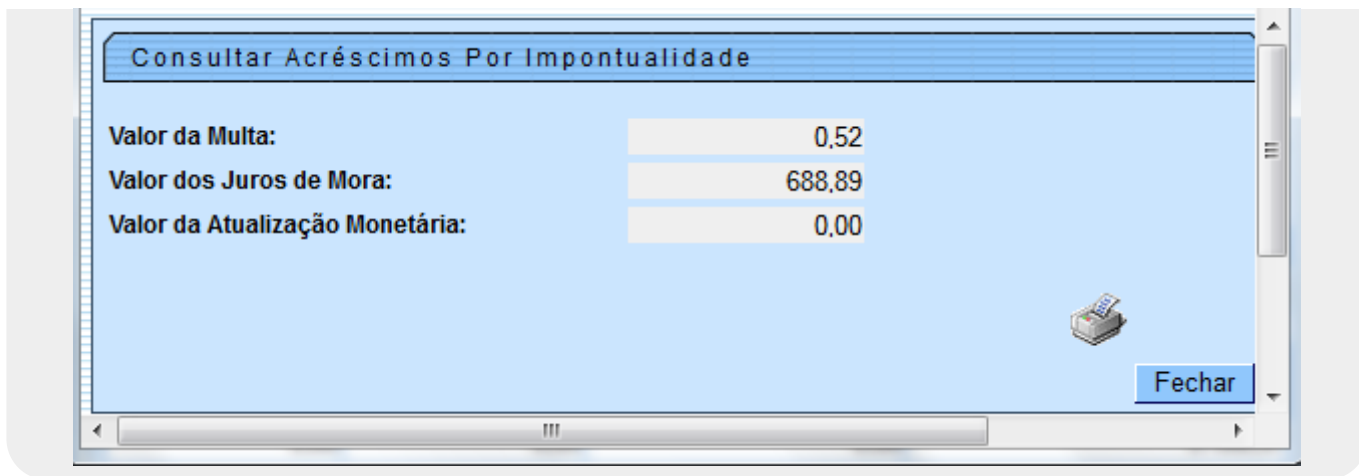 Consultar Acréscimos Por Impontualidade
Valor da Multa: 0,52
Valor dos Juros de Mora: 688,89
Valor da Atualização Monetária: 0,00
Fechar